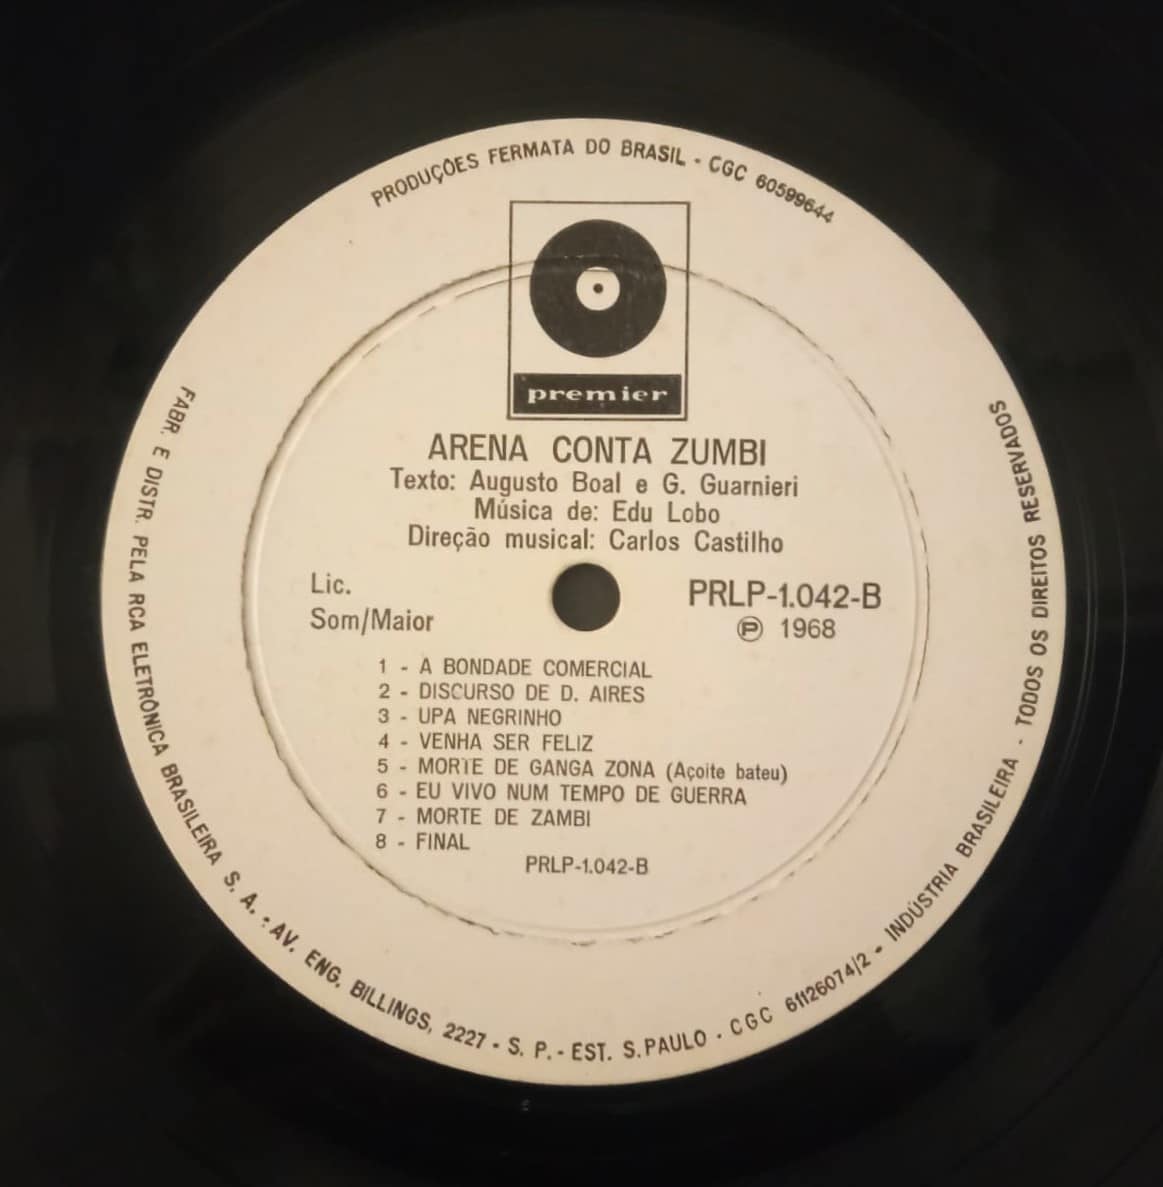 PRODUÇÕES FERMATA DO BRASIL - CGC 60599644
premier
ARENA CONTA ZUMBI
Texto: Augusto Boal e G. Guarnieri
Música de: Edu Lobo
Direção musical: Carlos Castilho
Lic.
Som/Maior
PRLP-1.042-B
Ⓟ 1968
1 - A BONDADE COMERCIAL
2 - DISCURSO DE D. AIRES
3 - UPA NEGRINHO
4 - VENHA SER FELIZ
5 - MORTE DE GANGA ZONA (Açoite bateu)
6 - EU VIVO NUM TEMPO DE GUERRA
7 - MORTE DE ZAMBI
8 - FINAL
PRLP-1.042-B
FABR. E DISTR. PELA RCA ELETRÔNICA BRASILEIRA S. A. - AV. ENG. BILLINGS, 2227 - S. P. - EST. S. PAULO - CGC 61126074/2 - INDÚSTRIA BRASILEIRA - TODOS OS DIREITOS RESERVADOS